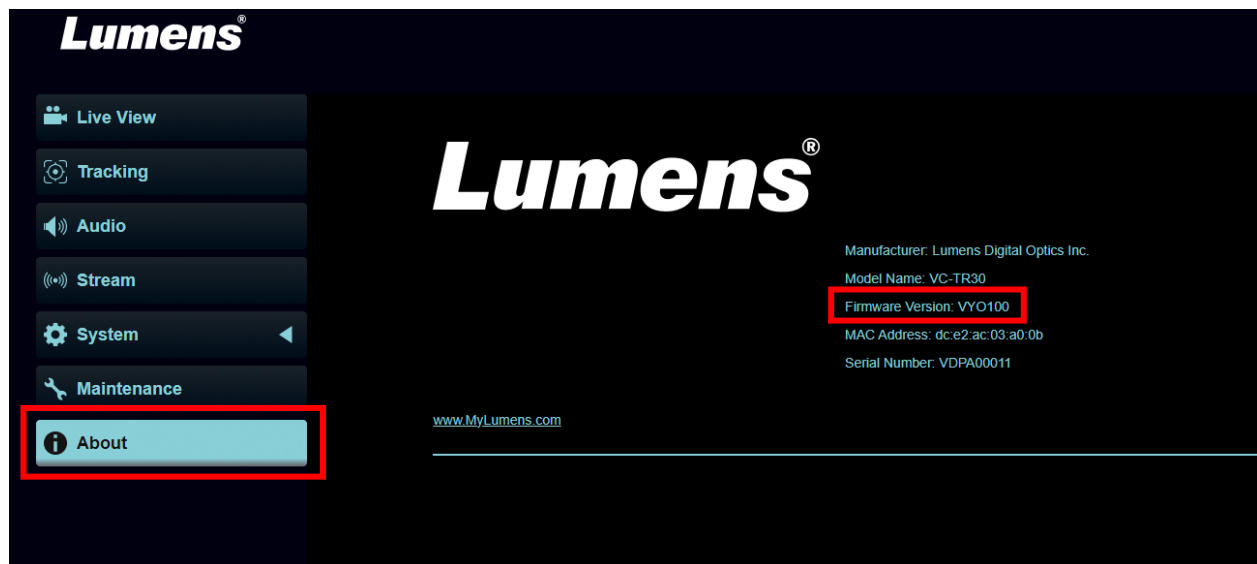 Lumens®
Live View
Tracking
Audio
Stream
System
Maintenance
About
Lumens®
Manufacturer: Lumens Digital Optics Inc.
Model Name: VC-TR30
Firmware Version: VYO100
MAC Address: dc:e2:ac:03:a0:0b
Serial Number: VDPA00011
www.MyLumens.com